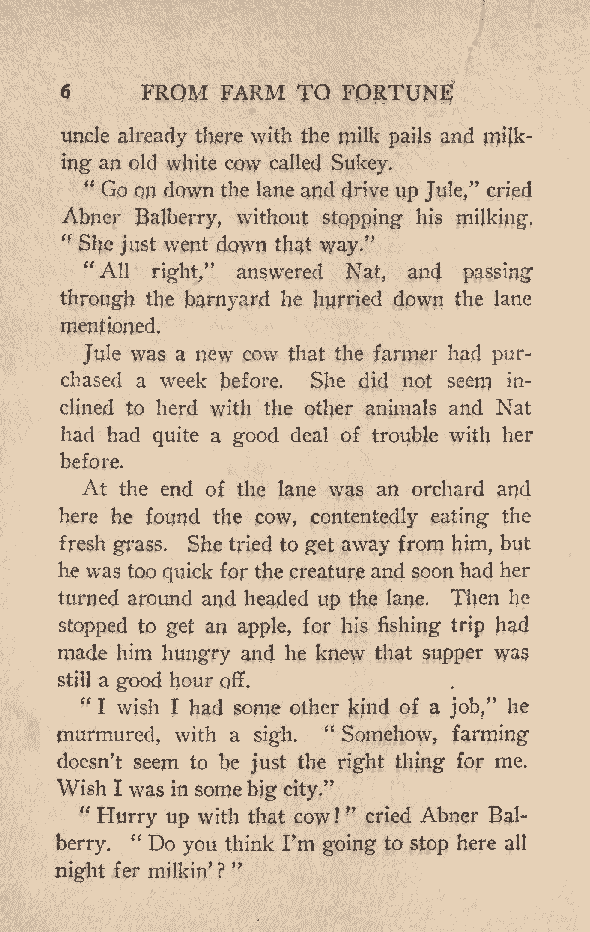 6 FROM FARM TO FORTUNE
uncle already there with the milk pails and milk-
ing an old white cow called Sukey.
" Go on down the lane and drive up Jule," cried
Abner Balberry, without stopping his milking.
" She just went down that way."
" All right," answered Nat, and passing
through the barnyard he hurried down the lane
mentioned.
Jule was a new cow that the farmer had pur-
chased a week before. She did not seem in-
clined to herd with the other animals and Nat
had had quite a good deal of trouble with her
before.
At the end of the lane was an orchard and
here he found the cow, contentedly eating the
fresh grass. She tried to get away from him, but
he was too quick for the creature and soon had her
turned around and headed up the lane. Then he
stopped to get an apple, for his fishing trip had
made him hungry and he knew that supper was
still a good hour off.
" I wish I had some other kind of a job," he
murmured, with a sigh. " Somehow, farming
doesn't seem to be just the right thing for me.
Wish I was in some big city."
" Hurry up with that cow! " cried Abner Bal-
berry. " Do you think I'm going to stop here all
night fer milkin'? "